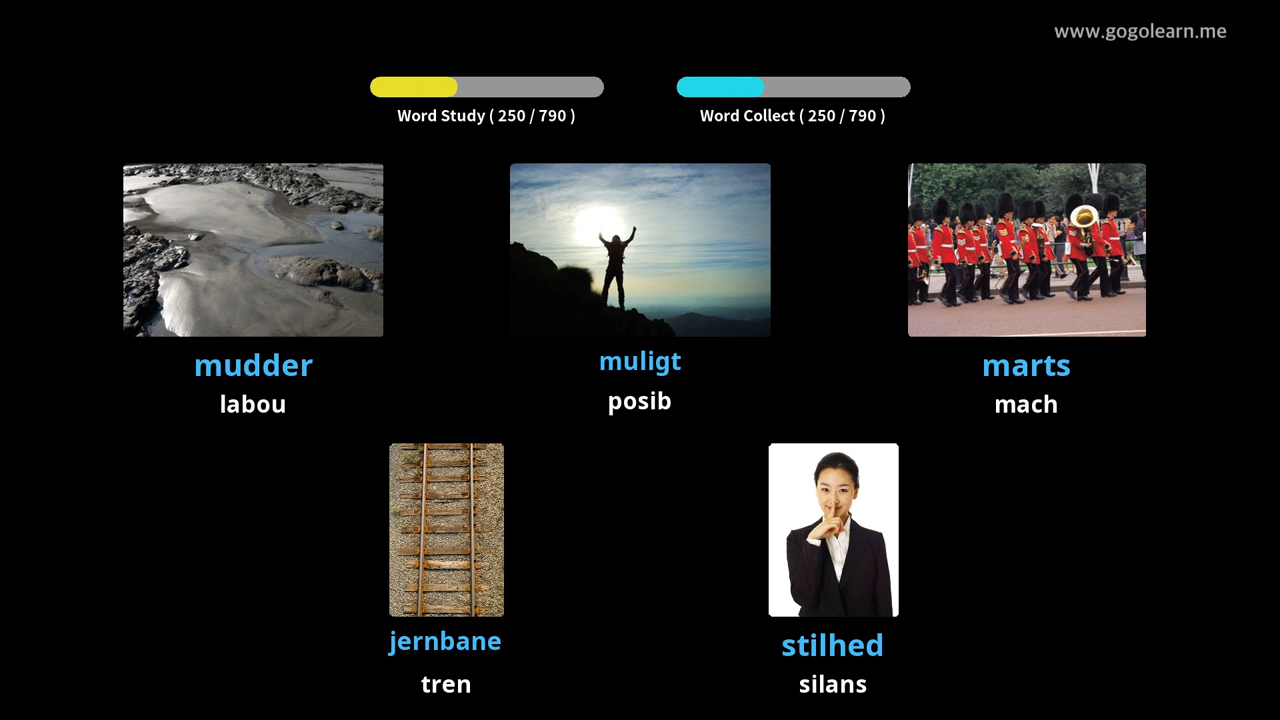 www.gogolearn.me
Word Study ( 250 / 790 )
Word Collect ( 250 / 790 )
mudder
labou
muligt
posib
marts
mach
jernbane
tren
stilhed
silans